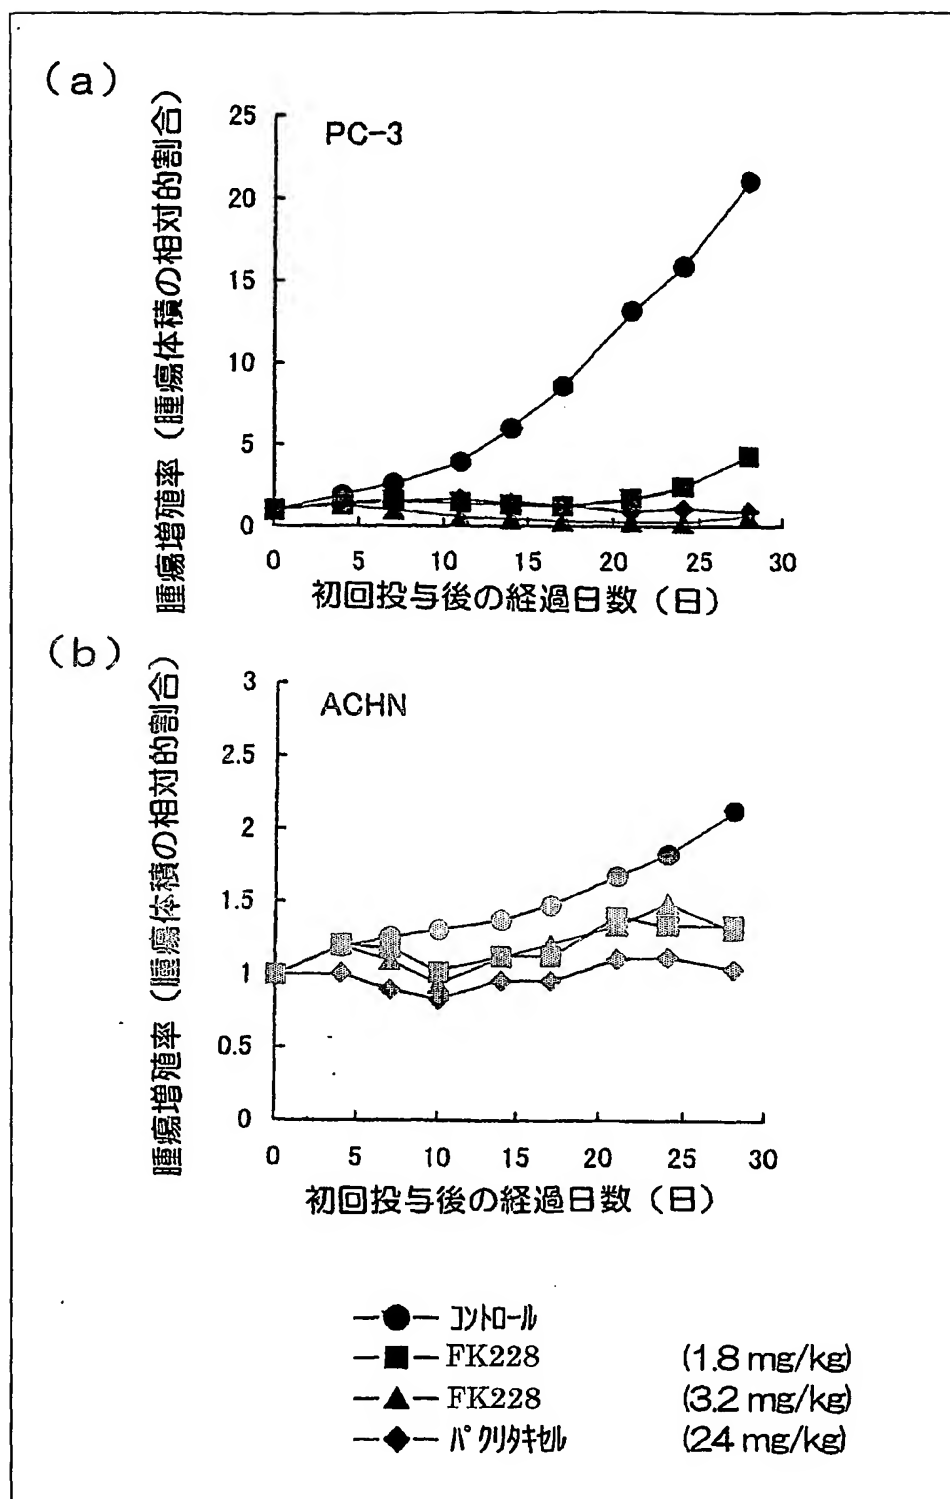 (a)
腫瘍増殖率(腫瘍体積の相対的割合)
PC-3
25
20
15
10
5
0
0 5 10 15 20 25 30
初回投与後の経過日数(日)
(b)
腫瘍増殖率(腫瘍体積の相対的割合)
ACHN
3
2.5
2
1.5
1
0.5
0
0 5 10 15 20 25 30
初回投与後の経過日数(日)
コントロール
FK228 (1.8 mg/kg)
FK228 (3.2 mg/kg)
パクリタキセル (24 mg/kg)